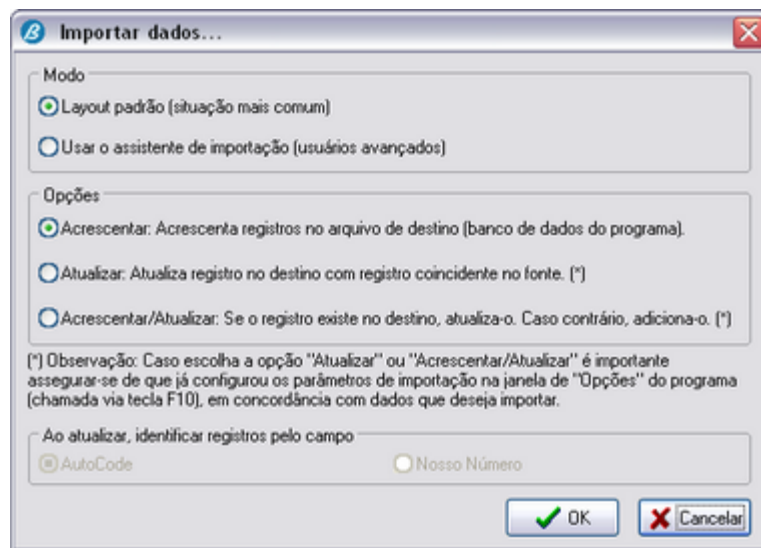 Importar dados...
Modo
Layout padrão (situação mais comum)
Usar o assistente de importação (usuários avançados)
Opções
Acrescentar: Acrescenta registros no arquivo de destino (banco de dados do programa).
Atualizar: Atualiza registro no destino com registro coincidente no fonte. (*)
Acrescentar/Atualizar: Se o registro existe no destino, atualiza-o. Caso contrário, adiciona-o. (*)
(*) Observação: Caso escolha a opção "Atualizar" ou "Acrescentar/Atualizar" é importante
assegurar-se de que já configurou os parâmetros de importação na janela de "Opções" do programa
(chamada via tecla F10), em concordância com dados que deseja importar.
Ao atualizar, identificar registros pelo campo
AutoCode
Nosso Número
OK
Cancelar